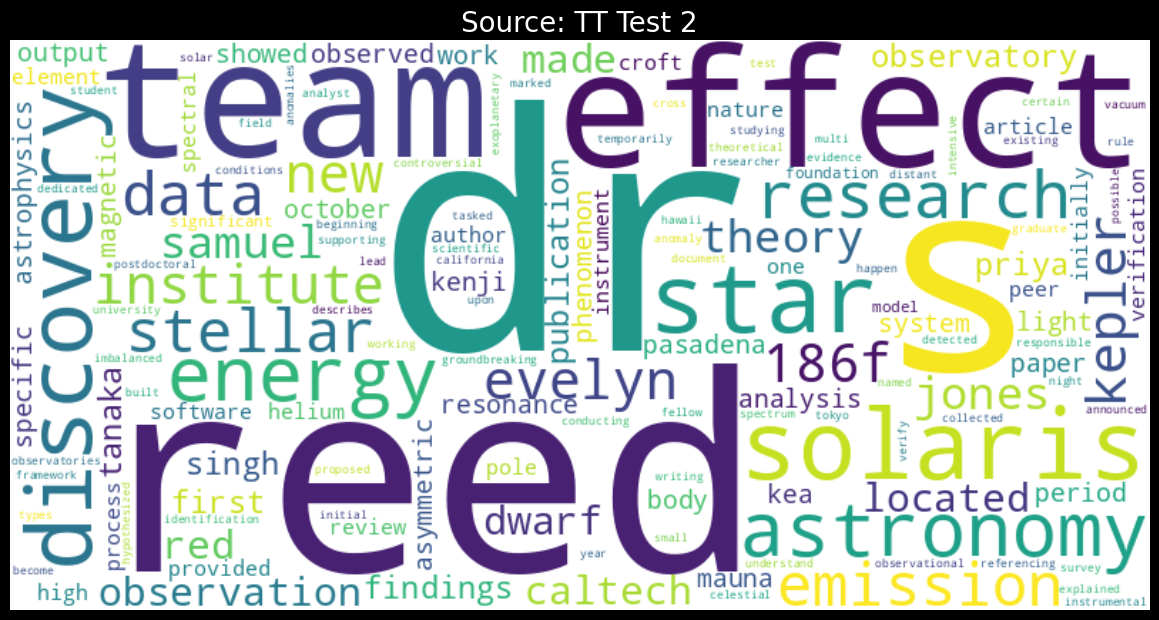 Source: TT Test 2
output
solar
showed
observed
work
made
croft
test
observatory
element
student
team
effect
spectral
anomalies
analyst
field
marked
exoplanetary
cross
nature
temporarily
studying
theoretical
researcher
multi
evidence
certain
article
existing
vacuum
rule
intensive
astrophysics
discovery
dedicated
magnetic
conditions
data
new
controversial
dr
publication
foundation
distant
research
initially
possible
verification
significant
october
beginning
supporting
samuel
postdoctoral
lead
institute
university
describes
tasked
author
scientific
california
kenji
upon
phenomenon
instrument
hawaii
anomaly
document
theory
one
happen
s
graduate
priya
peer
kepler
specific
stellar
working
imbalanced
energy
groundbreaking
star
pasadena
model
system
detected
light
responsible
paper
night
186f
named
tanaka
built
software
helium
evelyn
resonance
conducting
fellow
analysis
spectrum
tokyo
jones
collected
announced
observatories
framework
types
process
hypothesized
reed
singh
proposed
first
identification
initial
review
red
provided
asymmetric
pole
dwarf
writing
body
small
year
solaris
verify
kea
located
period
astronomy
become
high
observation
findings
caltech
mauna
celestial
understand
emission
observational
referencing
survey
explained
instrumental